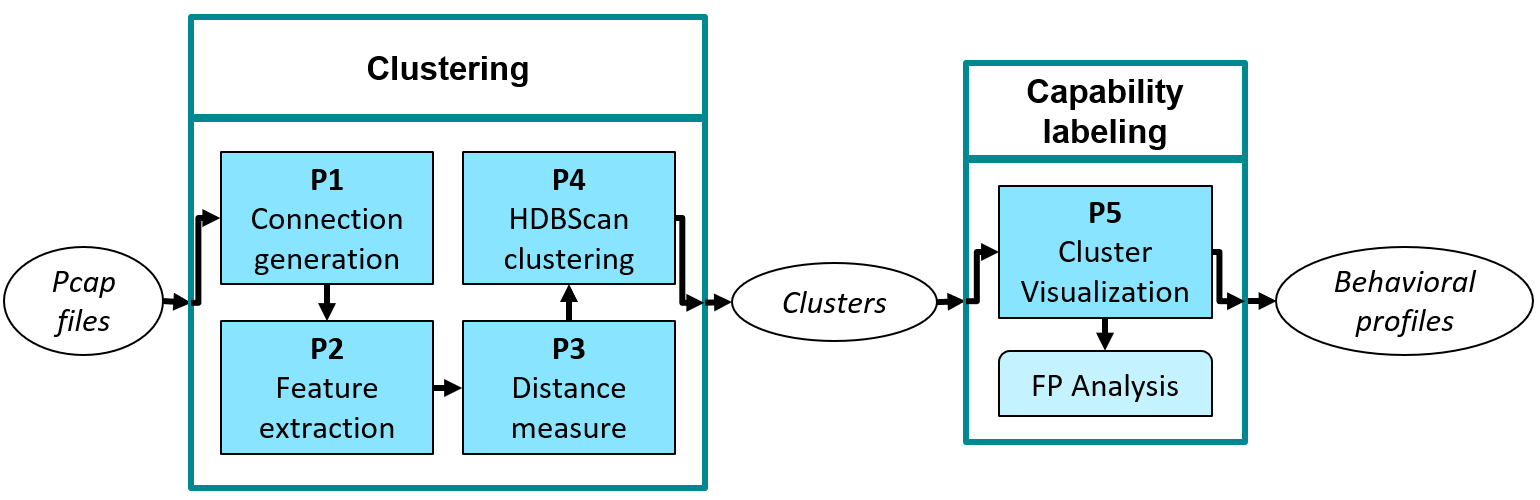 Pcap
files
Clustering
P1
Connection
generation
P2
Feature
extraction
P3
Distance
measure
P4
HDBScan
clustering
Clusters
Capability
labeling
P5
Cluster
Visualization
FP Analysis
Behavioral
profiles